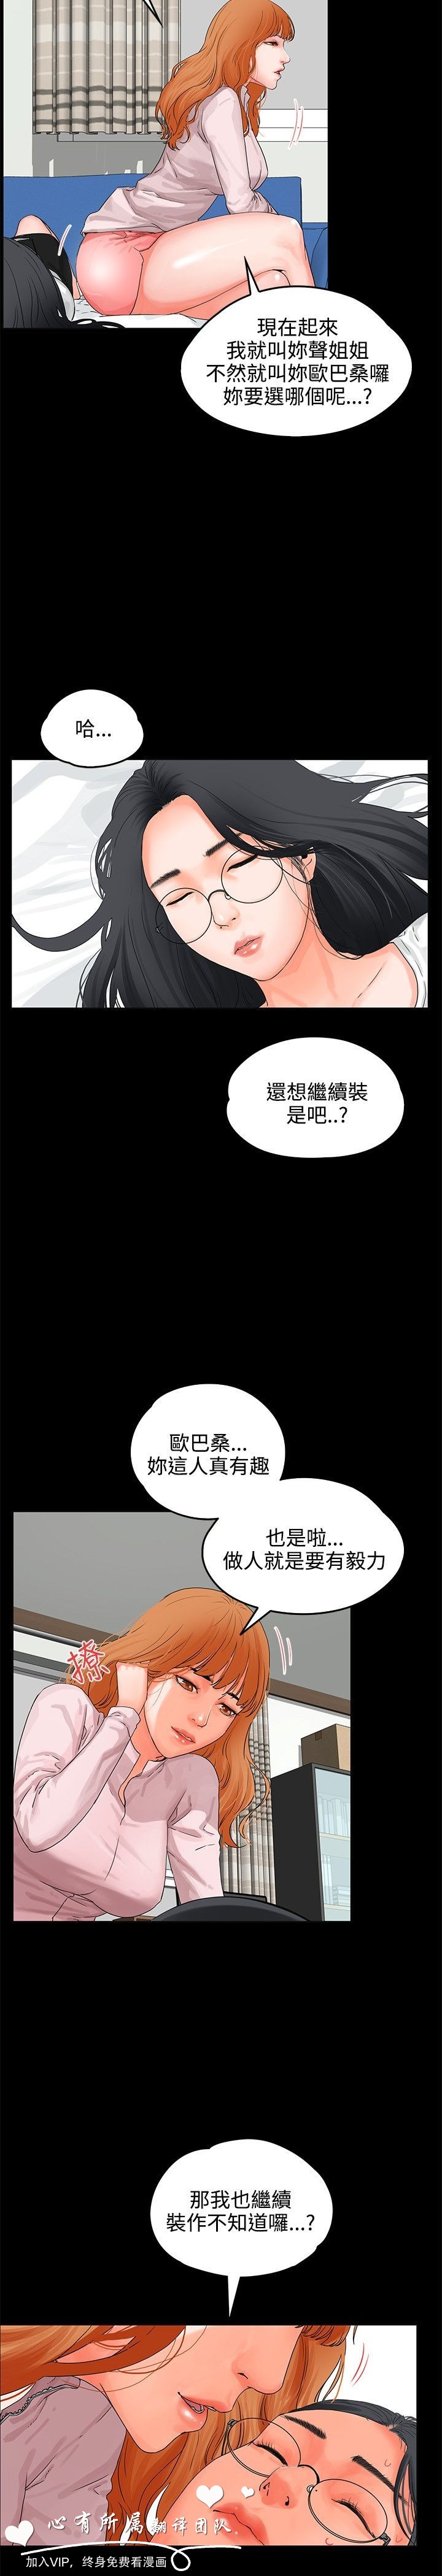 現在起來
我就叫妳聲姐姐
不然就叫妳歐巴桑囉
妳要選哪個呢...?
哈...
還想繼續裝
是吧..?
歐巴桑...
妳這人真有趣
也是啦...
做人就是要有毅力
撩
那我也繼續
裝作不知道囉...?
心有所属翻译团队.
加入VIP，终身免费看漫画